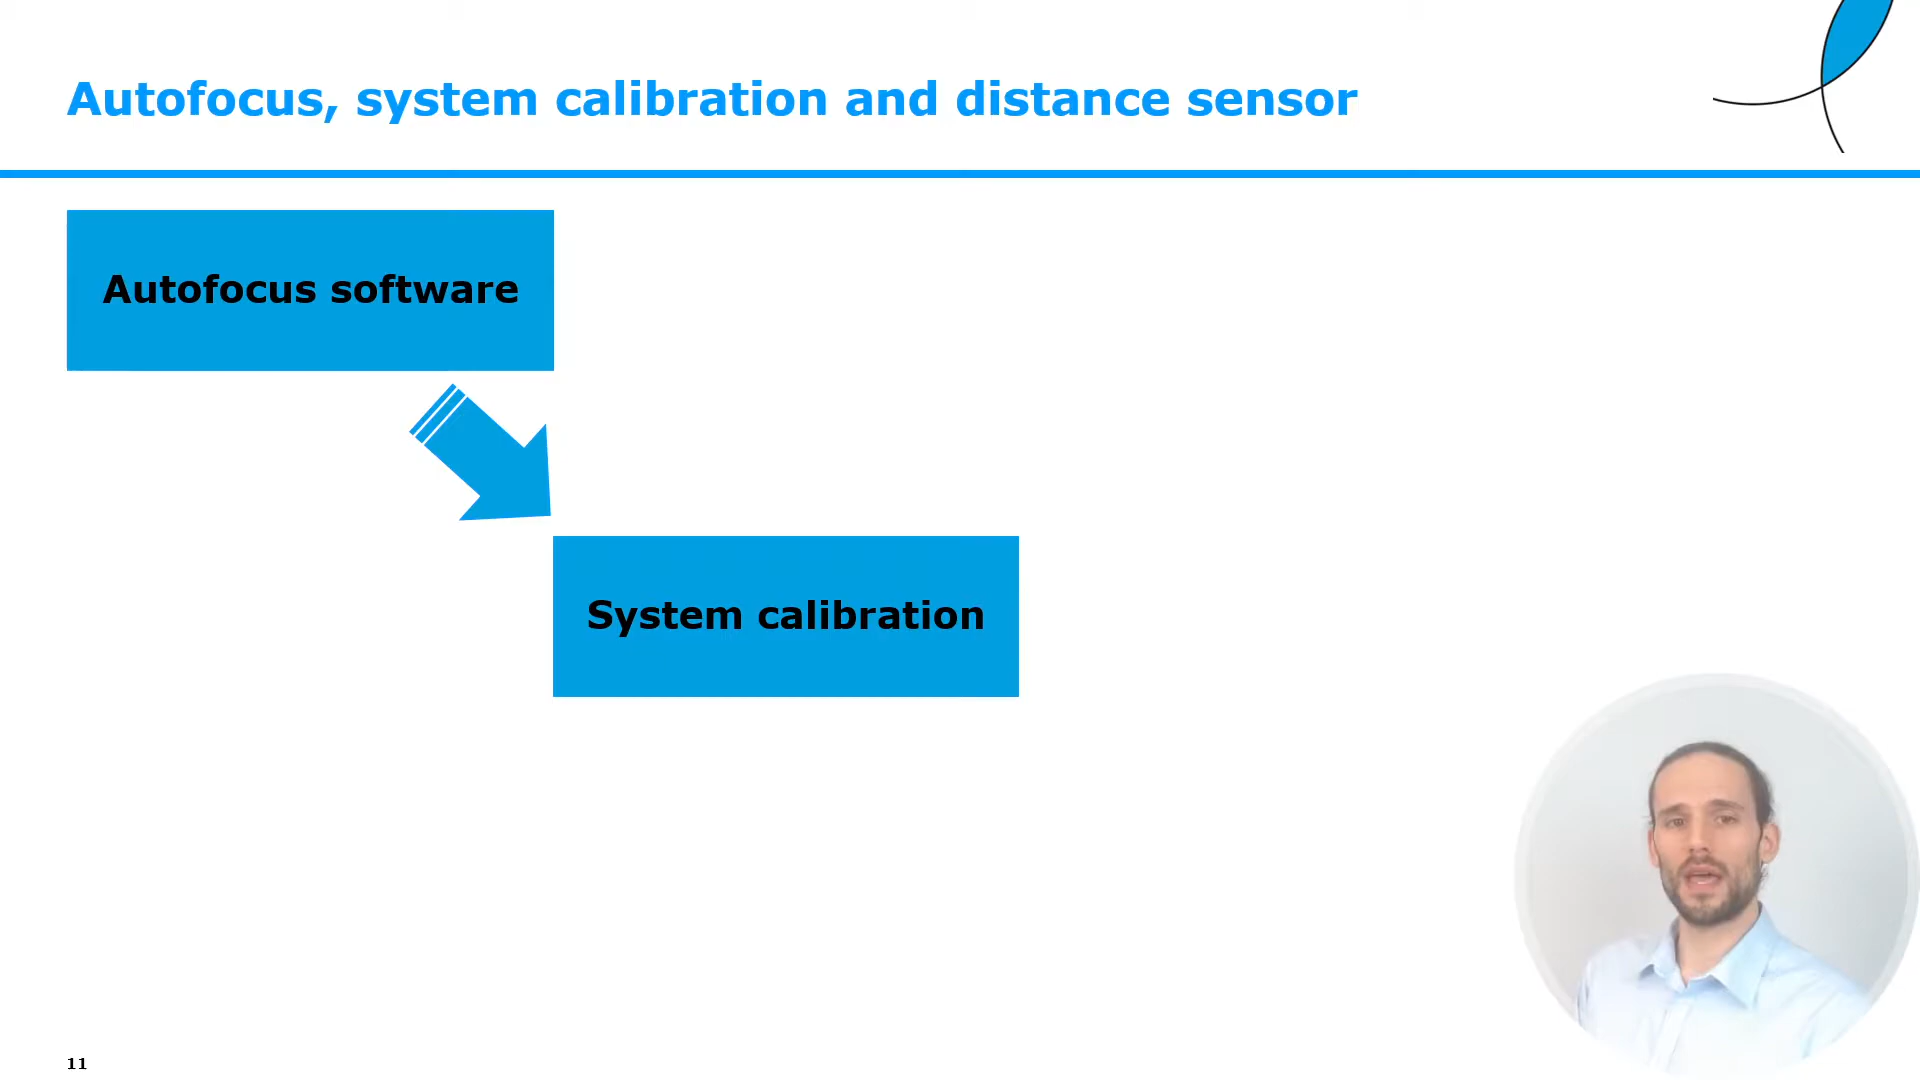 Autofocus, system calibration and distance sensor
Autofocus software
System calibration
11